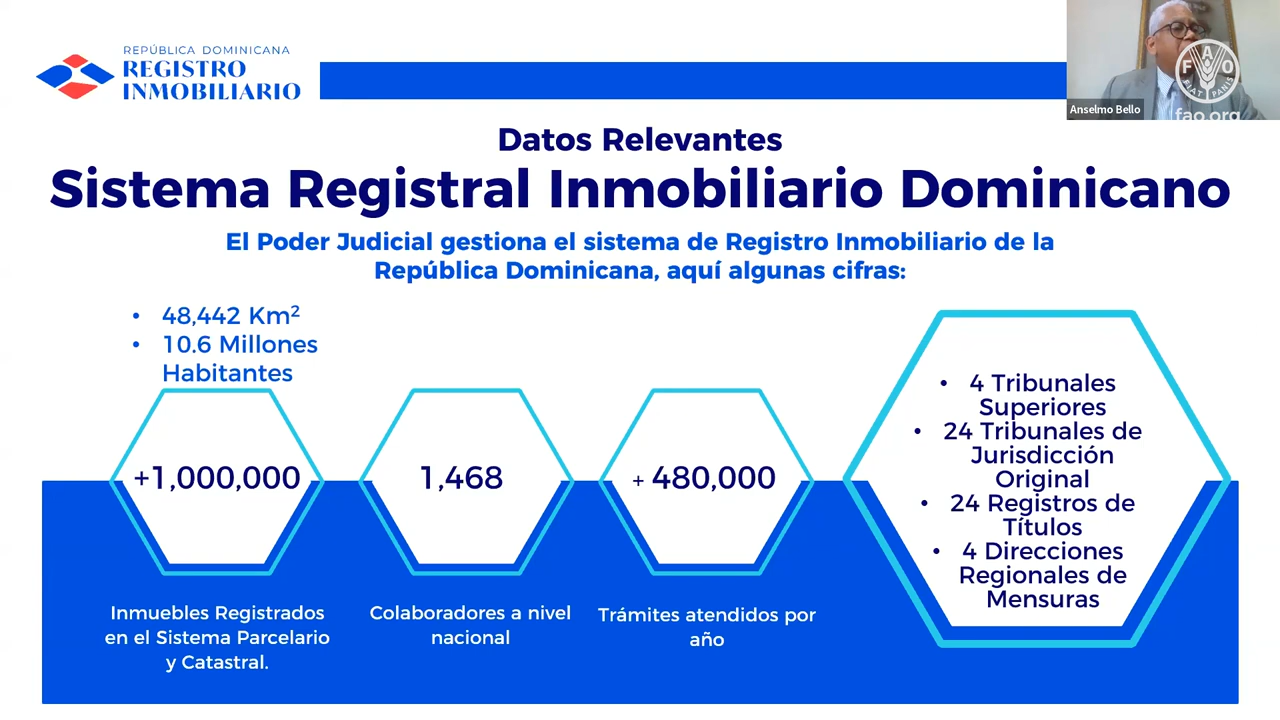 REPÚBLICA DOMINICANA
REGISTRO
INMOBILIARIO
Anselmo Bello
FAO
FIAT PANIS
fao.org
Datos Relevantes
Sistema Registral Inmobiliario Dominicano
El Poder Judicial gestiona el sistema de Registro Inmobiliario de la
República Dominicana, aquí algunas cifras:
• 48,442 Km²
• 10.6 Millones
Habitantes
+1,000,000
Inmuebles Registrados
en el Sistema Parcelario
y Catastral.
1,468
Colaboradores a nivel
nacional
+ 480,000
Trámites atendidos por
año
• 4 Tribunales
Superiores
• 24 Tribunales de
Jurisdicción
Original
• 24 Registros de
Títulos
• 4 Direcciones
Regionales de
Mensuras